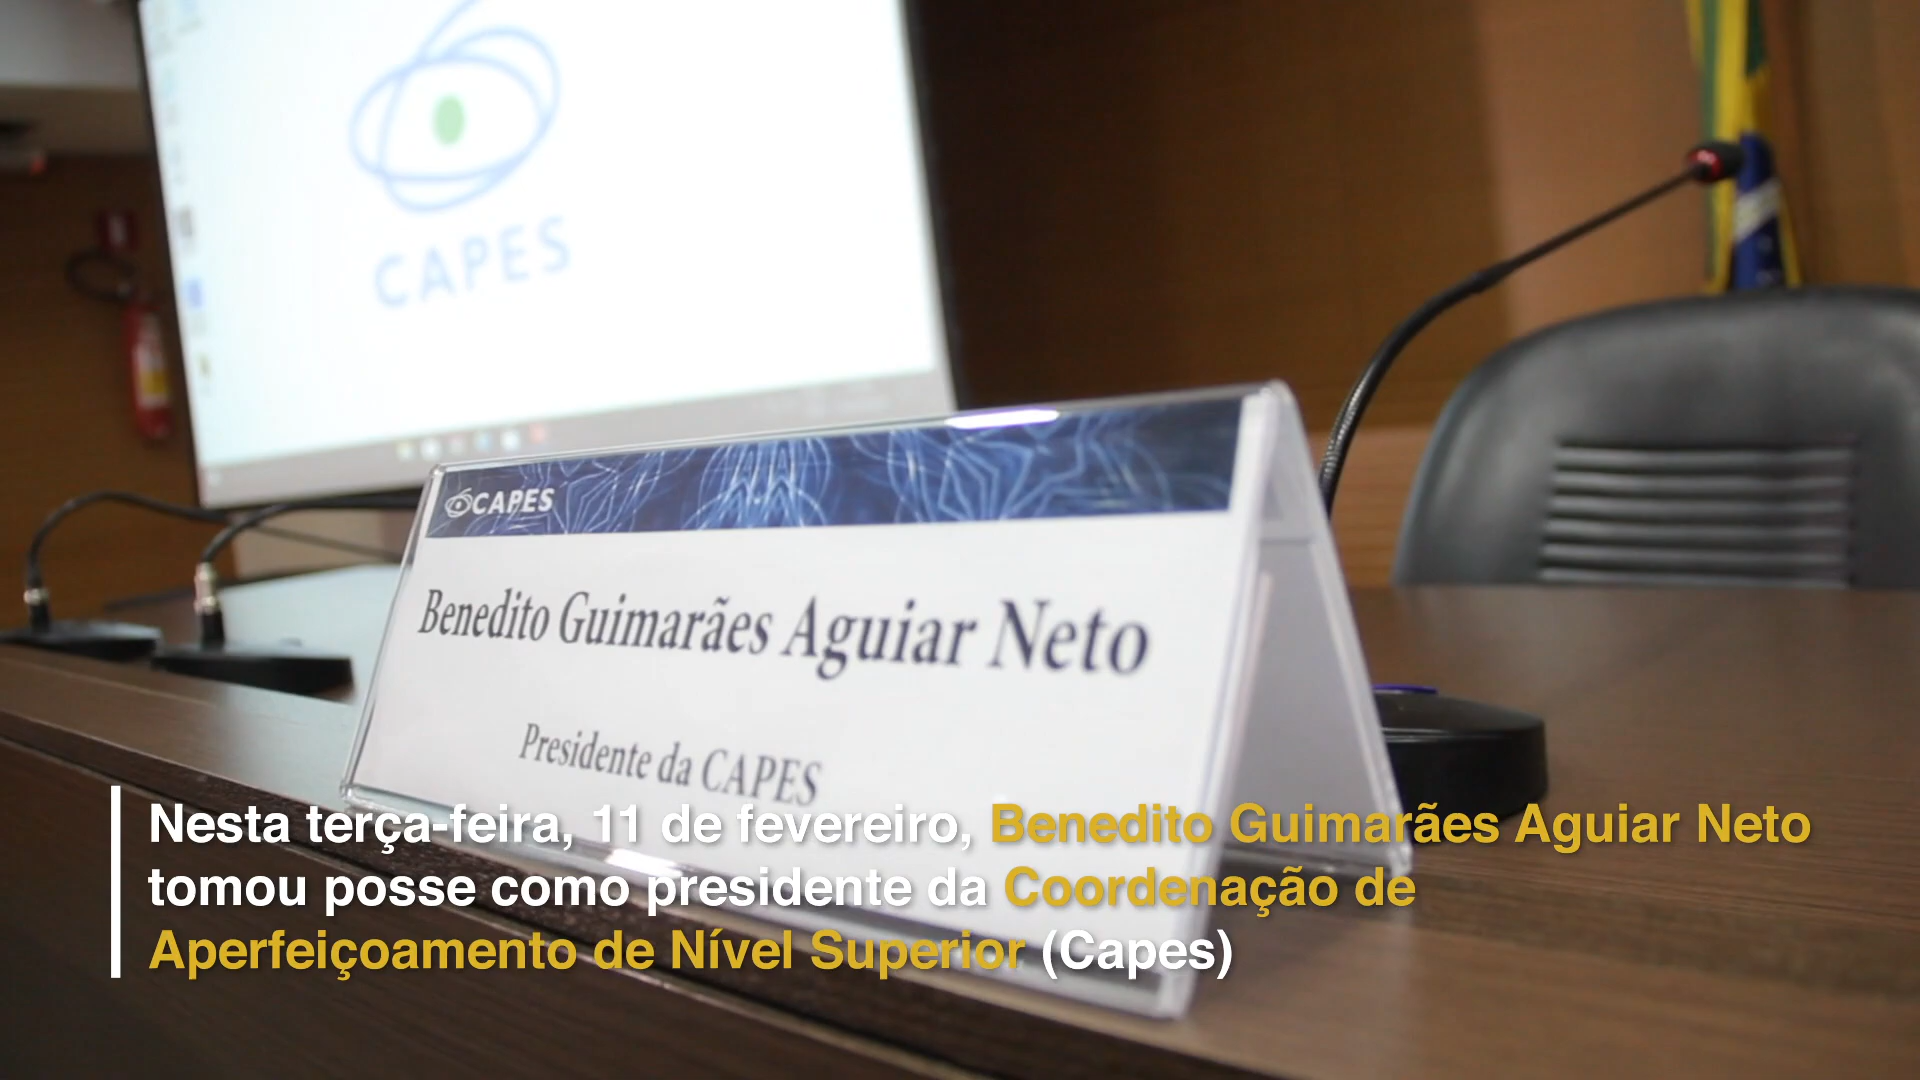 CAPES
CAPES
Benedito Guimarães Aguiar Neto
Presidente da CAPES
Nesta terça-feira, 11 de fevereiro, Benedito Guimarães Aguiar Neto
tomou posse como presidente da Coordenação de
Aperfeiçoamento de Nível Superior (Capes)